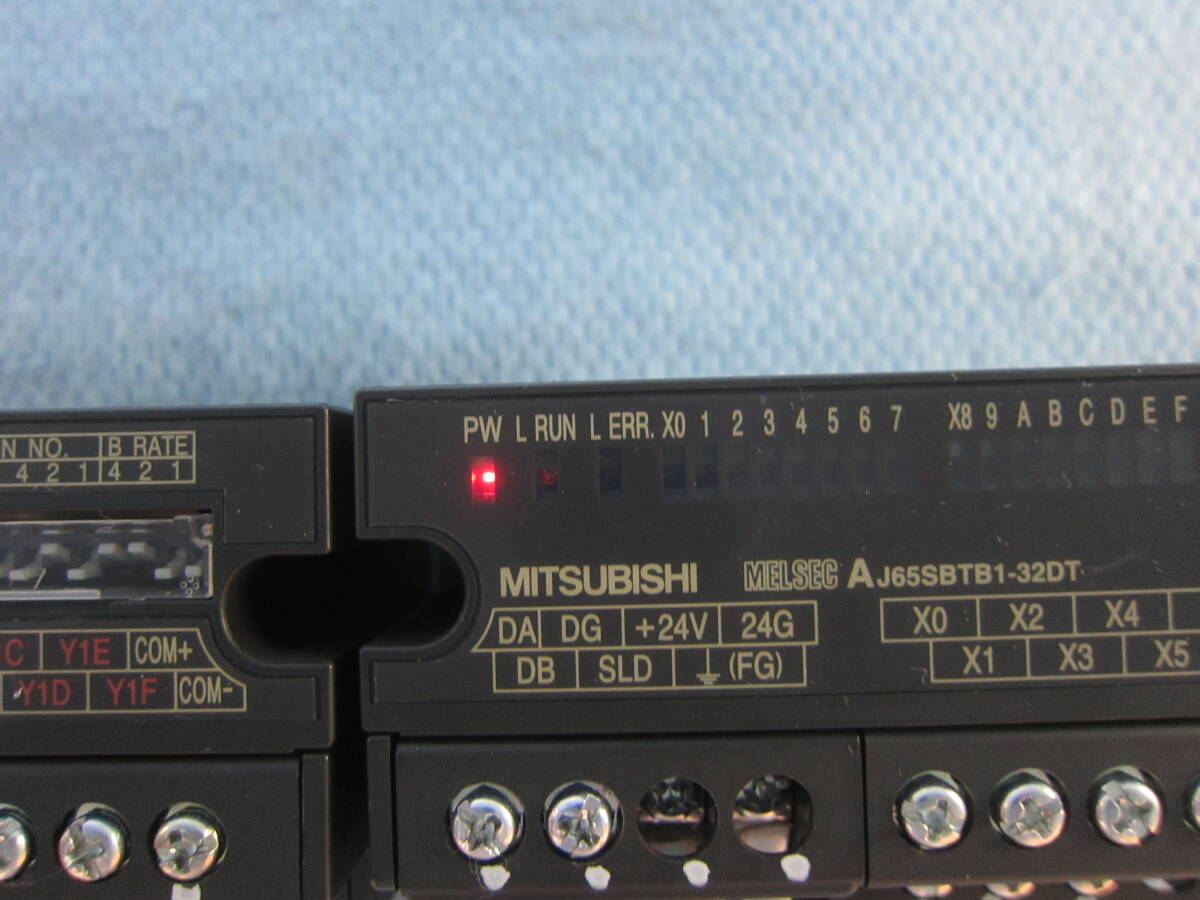 N NO. B RATE
4 2 1 4 2 1
C Y1E COM+
Y1D Y1F COM-
PW L RUN L ERR. X0 1 2 3 4 5 6 7 X8 9 A B C D E F
MITSUBISHI MELSEC AJ65SBTB1-32DT
DA DG +24V 24G
DB SLD (FG)
X0 X2 X4
X1 X3 X5